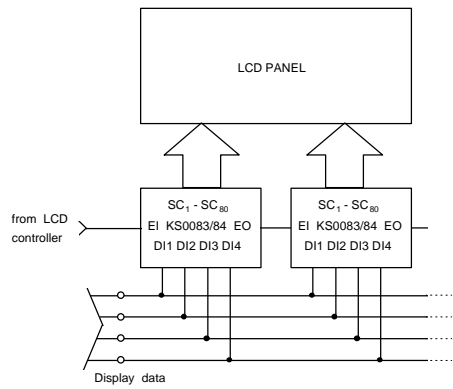 LCD PANEL
SC1 - SC80
EI KS0083/84 EO
DI1 DI2 DI3 DI4
SC1 - SC80
EI KS0083/84 EO
DI1 DI2 DI3 DI4
from LCD
controller
Display data